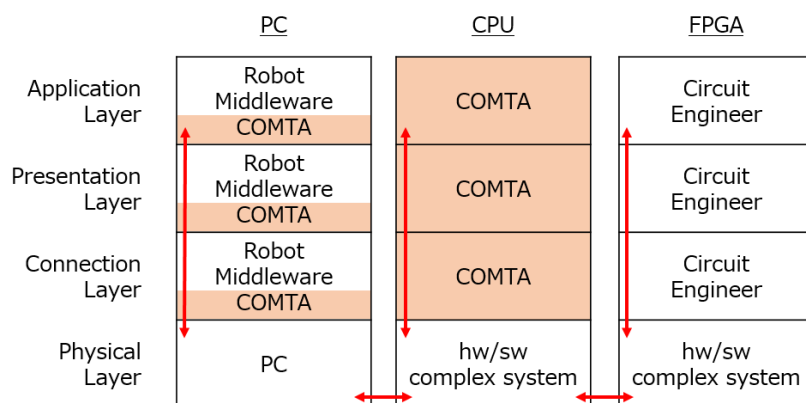 PC CPU FPGA
Application
Layer
Robot
Middleware
COMTA
COMTA
Circuit
Engineer
Presentation
Layer
Robot
Middleware
COMTA
COMTA
Circuit
Engineer
Connection
Layer
Robot
Middleware
COMTA
COMTA
Circuit
Engineer
Physical
Layer
PC
hw/sw
complex system
hw/sw
complex system